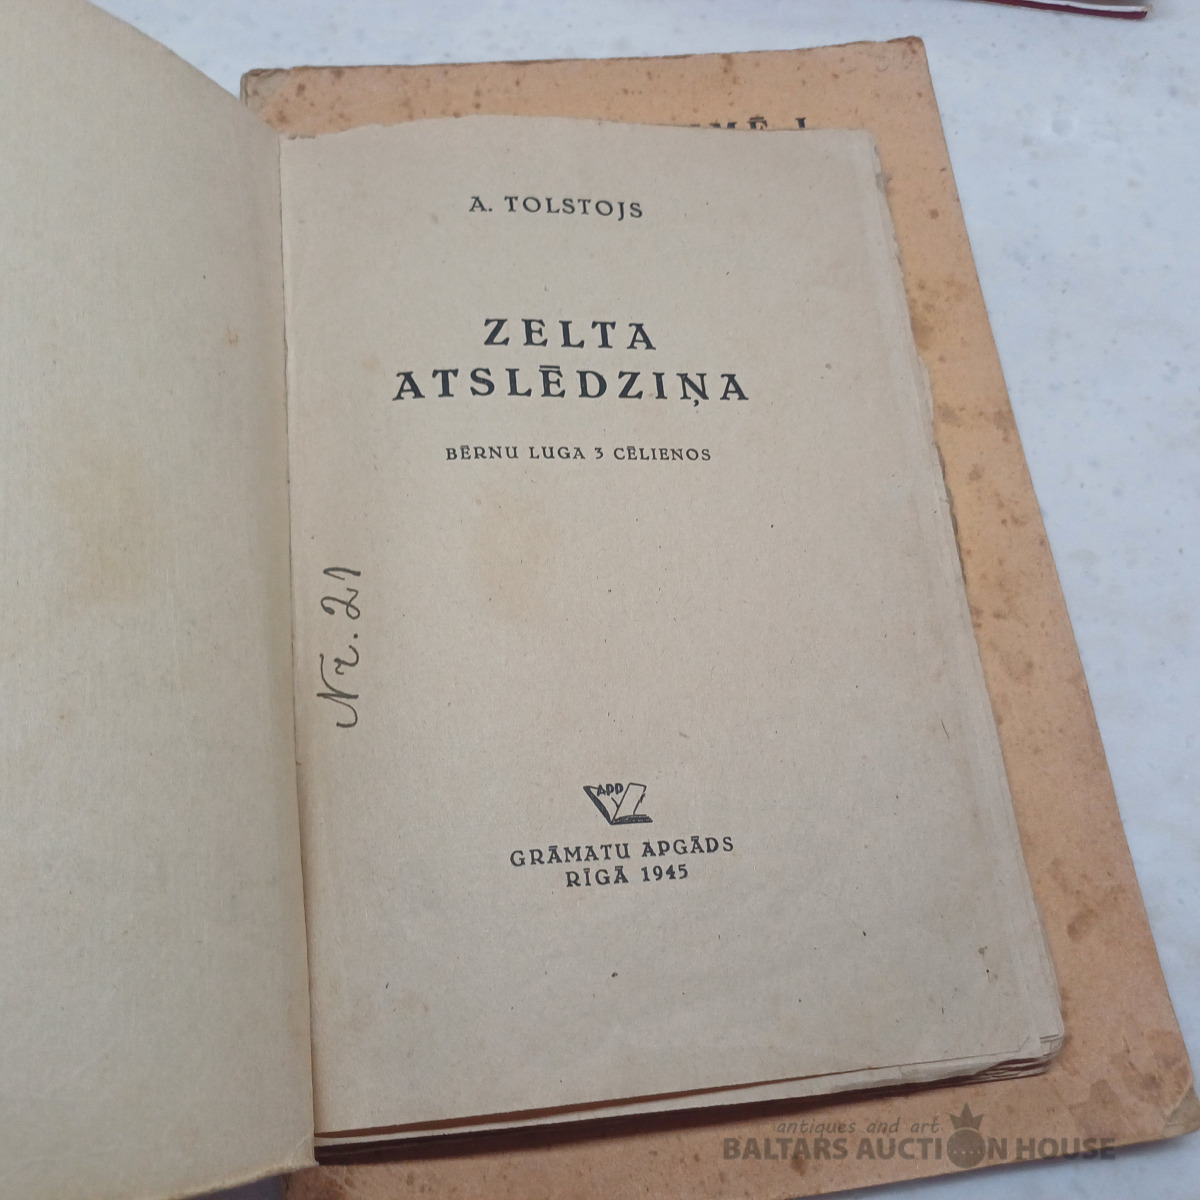 A. TOLSTOJS
ZELTA
ATSLĒDZIŅA
BĒRNU LUGA 3 CĒLIENOS
Nr. 21
APP
GRĀMATU APGĀDS
RĪGĀ 1945
antiques and art
BALTARS AUCTION HOUSE